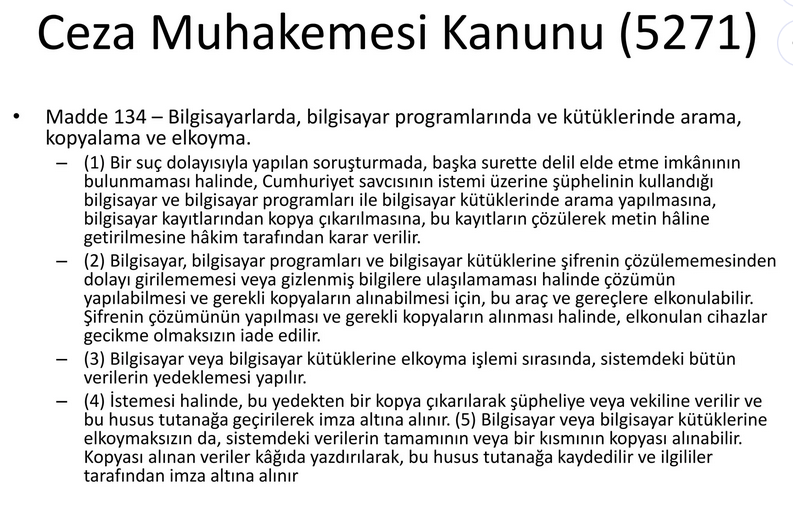 Ceza Muhakemesi Kanunu (5271)
• Madde 134 – Bilgisayarlarda, bilgisayar programlarında ve kütüklerinde arama,
kopyalama ve elkoyma.
– (1) Bir suç dolayısıyla yapılan soruşturmada, başka surette delil elde etme imkânının
bulunmaması halinde, Cumhuriyet savcısının istemi üzerine şüphelinin kullandığı
bilgisayar ve bilgisayar programları ile bilgisayar kütüklerinde arama yapılmasına,
bilgisayar kayıtlarından kopya çıkarılmasına, bu kayıtların çözülerek metin hâline
getirilmesine hâkim tarafından karar verilir.
– (2) Bilgisayar, bilgisayar programları ve bilgisayar kütüklerine şifrenin çözülememesinden
dolayı girilememesi veya gizlenmiş bilgilere ulaşılamaması halinde çözümün
yapılabilmesi ve gerekli kopyaların alınabilmesi için, bu araç ve gereçlere elkonulabilir.
Şifrenin çözümünün yapılması ve gerekli kopyaların alınması halinde, elkonulan cihazlar
gecikme olmaksızın iade edilir.
– (3) Bilgisayar veya bilgisayar kütüklerine elkoyma işlemi sırasında, sistemdeki bütün
verilerin yedeklemesi yapılır.
– (4) İstemesi halinde, bu yedekten bir kopya çıkarılarak şüpheliye veya vekiline verilir ve
bu husus tutanağa geçirilerek imza altına alınır. (5) Bilgisayar veya bilgisayar kütüklerine
elkoymaksızın da, sistemdeki verilerin tamamının veya bir kısmının kopyası alınabilir.
Kopyası alınan veriler kâğıda yazdırılarak, bu husus tutanağa kaydedilir ve ilgililer
tarafından imza altına alınır